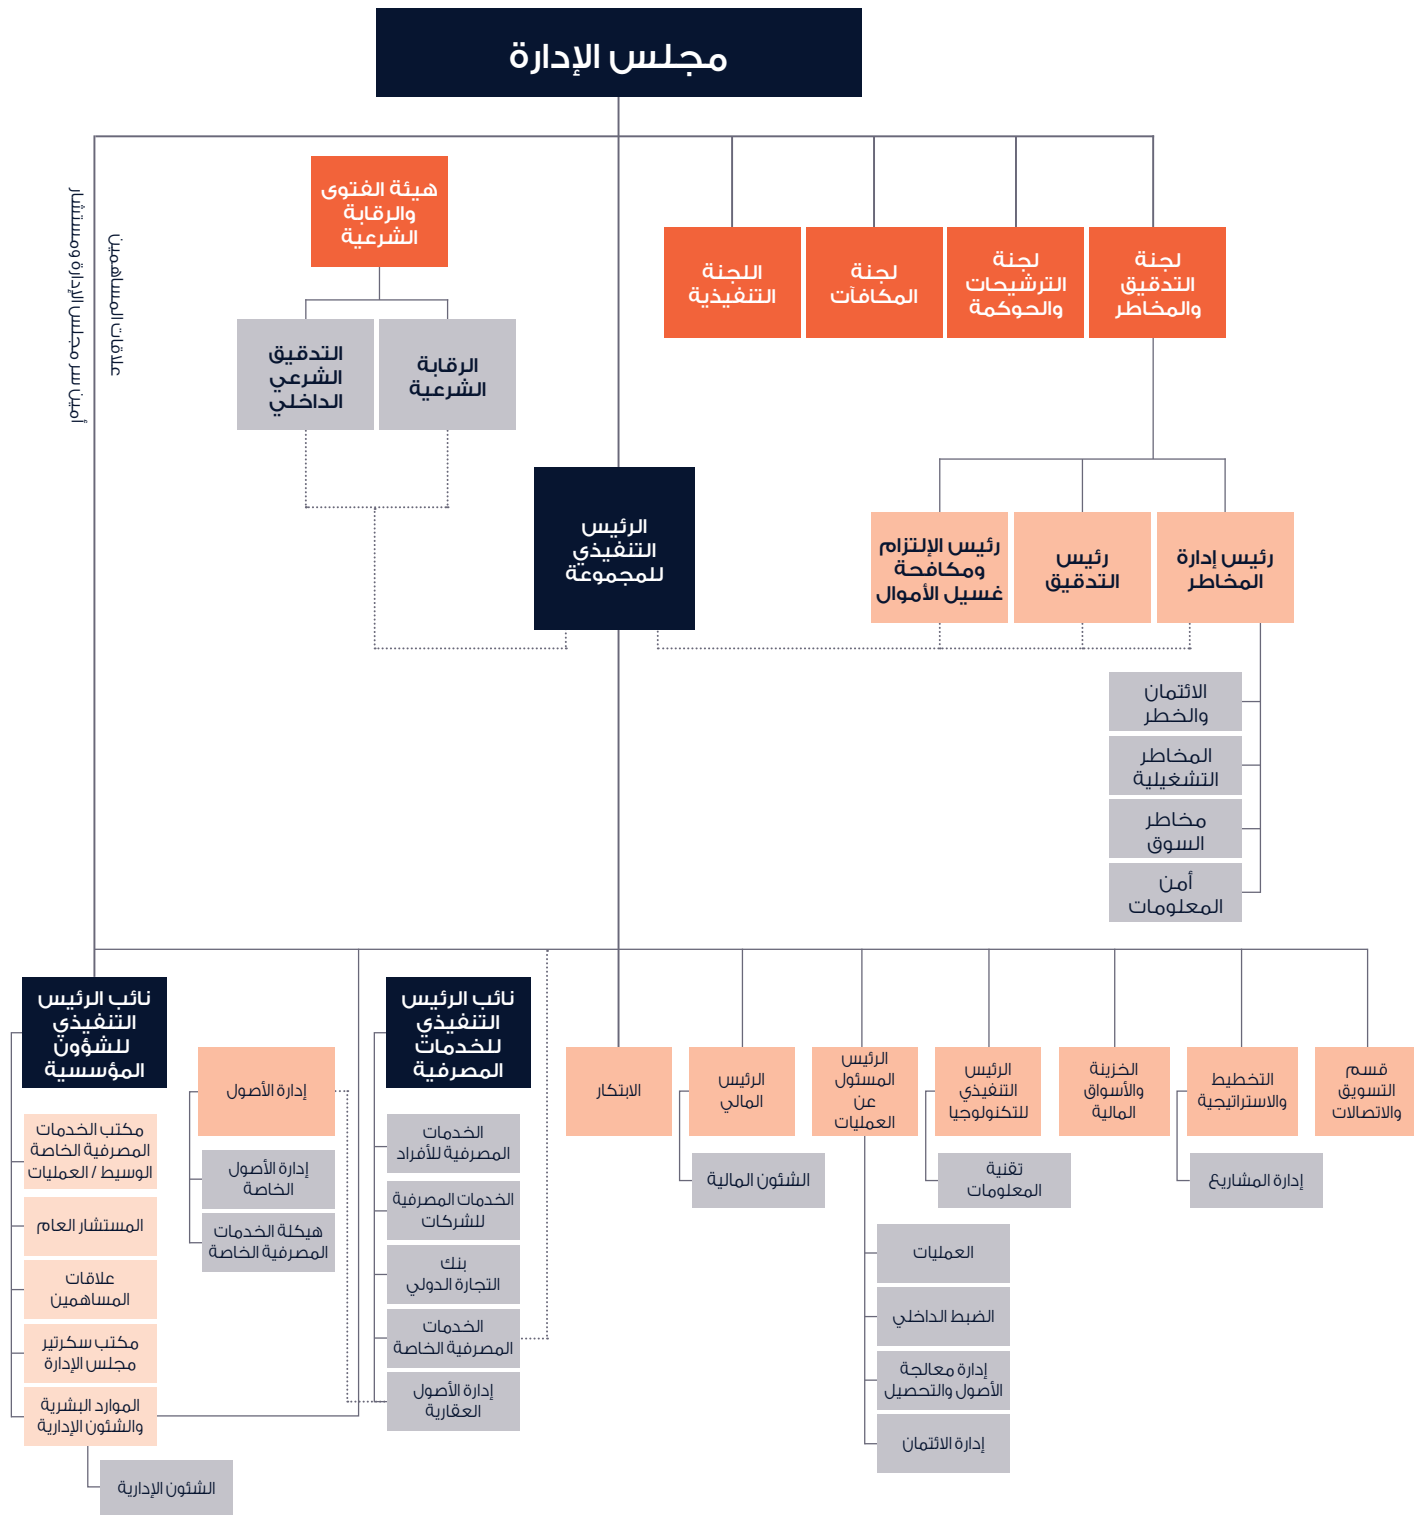 مجلس الإدارة
هيئة الفتوى
والرقابة
الشرعية
أمين سر مجلس الإدارة ومستشار
علاقات المساهمين
لجنة
التدقيق
والمخاطر
لجنة
الترشيحات
والحوكمة
لجنة
المكافآت
اللجنة
التنفيذية
الرقابة
الشرعية
التدقيق
الشرعي
الداخلي
الرئيس
التنفيذي
للمجموعة
رئيس إدارة
المخاطر
رئيس
التدقيق
رئيس الإلتزام
ومكافحة
غسيل الأموال
الائتمان
والخطر
المخاطر
التشغيلية
مخاطر
السوق
أمن
المعلومات
قسم
التسويق
والاتصالات
التخطيط
والاستراتيجية
إدارة المشاريع
الخزينة
والأسواق
المالية
الرئيس
التنفيذي
للتكنولوجيا
تقنية
المعلومات
الرئيس
المسئول
عن
العمليات
العمليات
الضبط الداخلي
إدارة معالجة
الأصول والتحصيل
إدارة الائتمان
الرئيس
المالي
الشئون المالية
الابتكار
نائب الرئيس
التنفيذي
للخدمات
المصرفية
الخدمات
المصرفية للأفراد
الخدمات المصرفية
للشركات
بنك
التجارة الدولي
الخدمات
المصرفية الخاصة
إدارة الأصول
العقارية
إدارة الأصول
إدارة الأصول
الخاصة
هيكلة الخدمات
المصرفية الخاصة
نائب الرئيس
التنفيذي
للشؤون
المؤسسية
مكتب الخدمات
المصرفية الخاصة
الوسيط / العمليات
المستشار العام
علاقات
المساهمين
مكتب سكرتير
مجلس الإدارة
الموارد البشرية
والشئون الإدارية
الشئون الإدارية